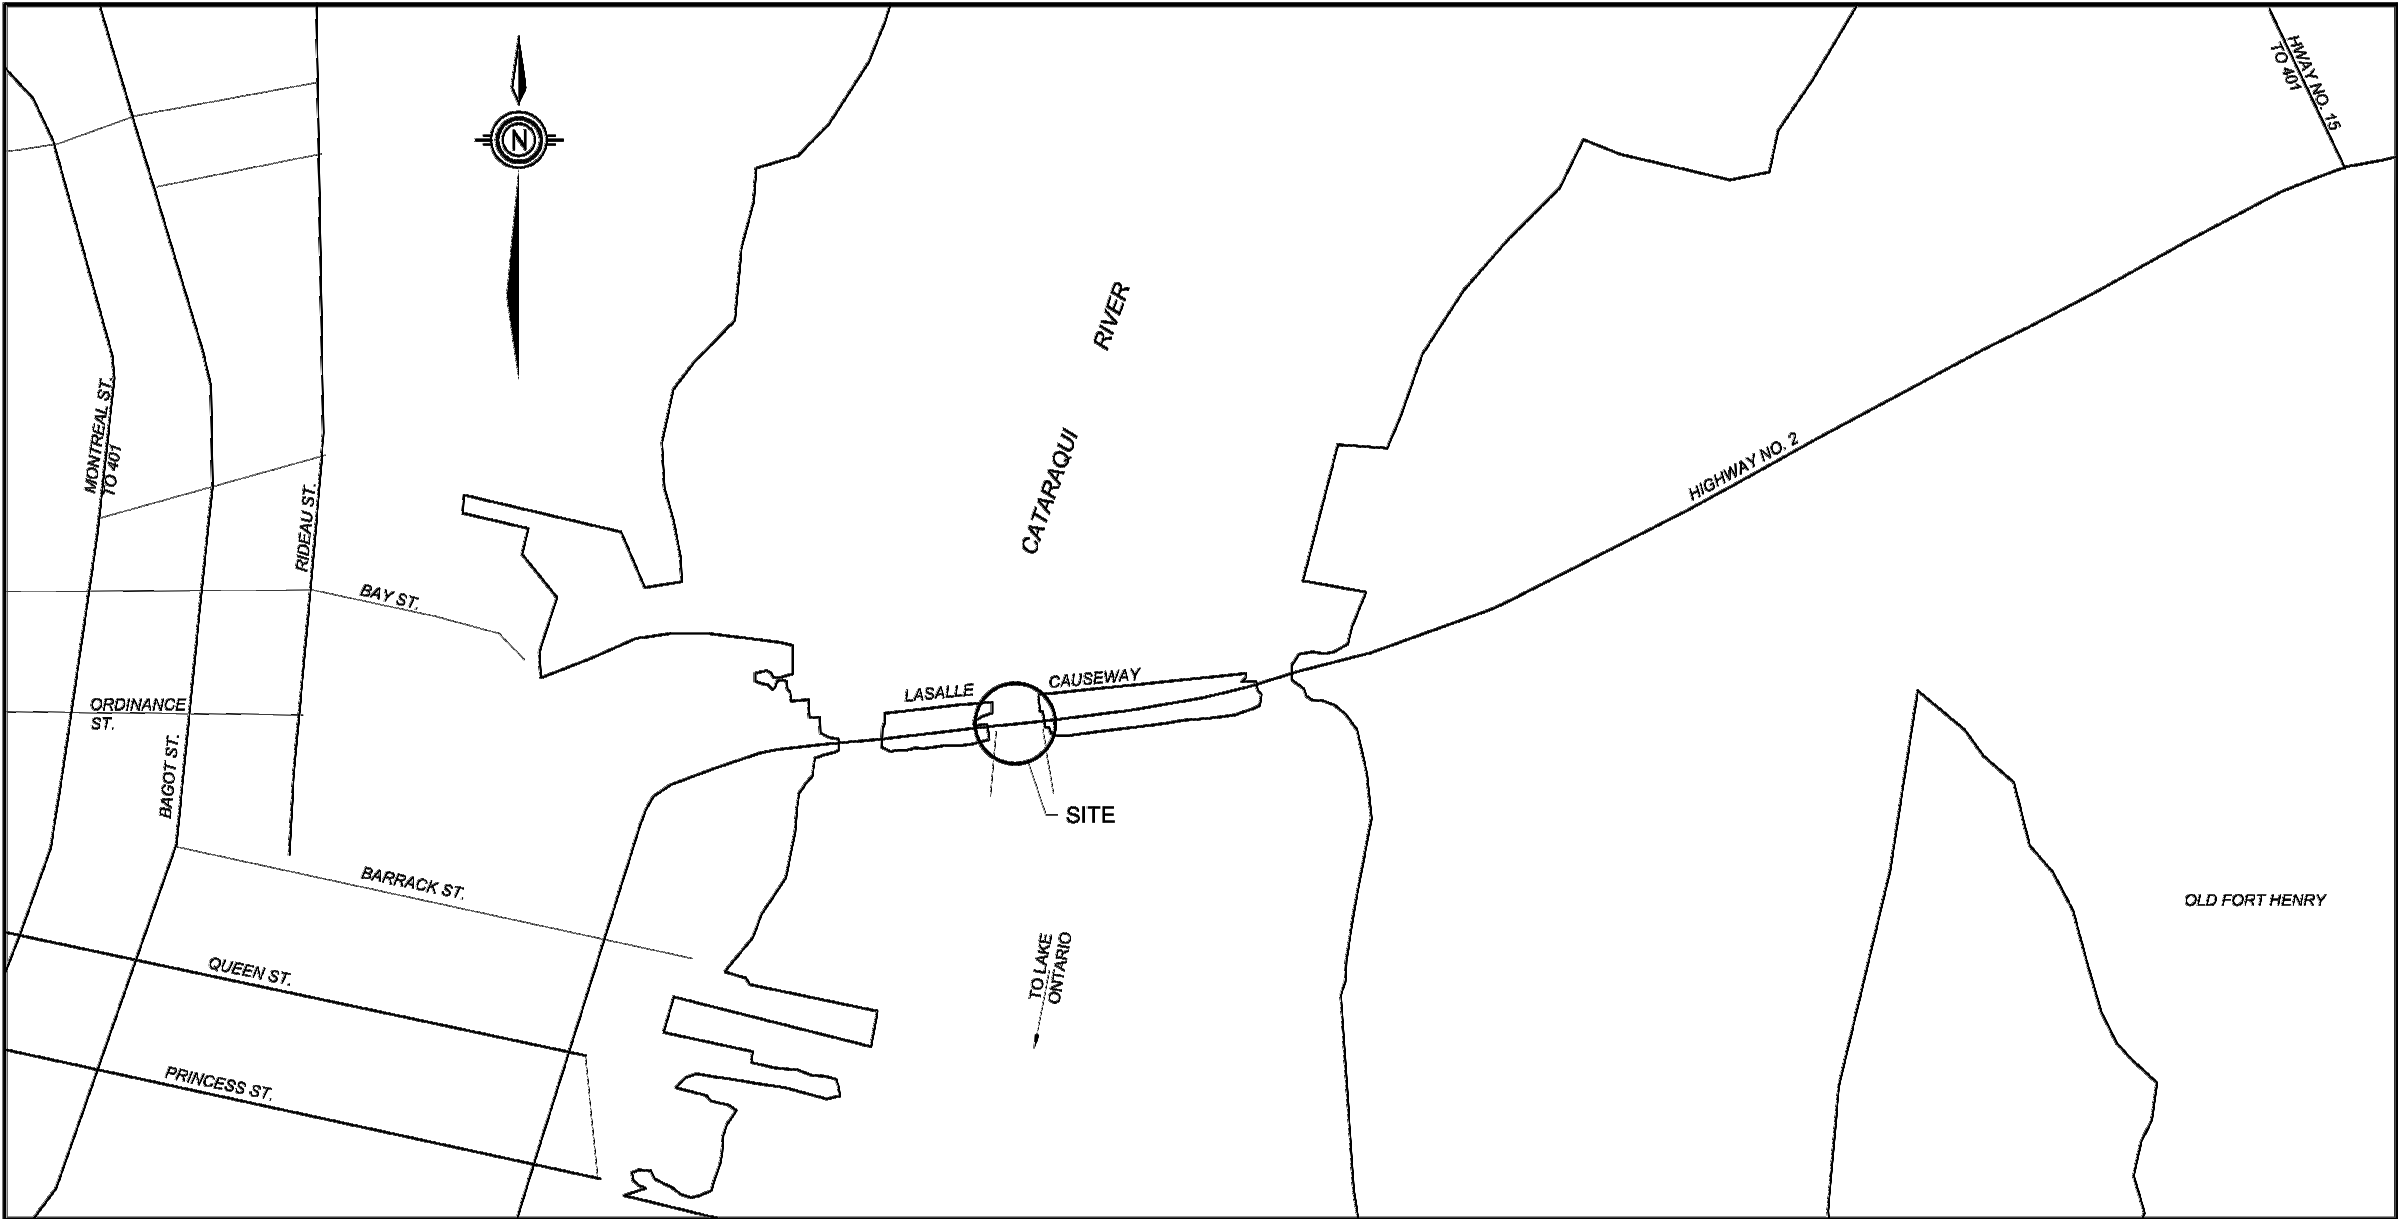 HWAY NO. 15
TO 401
N
RIVER
CATARAQUI
MONTREAL ST.
TO 401
HIGHWAY NO. 2
RIDEAU ST.
BAY ST.
LASALLE
CAUSEWAY
ORDINANCE
ST.
BAGOT ST.
SITE
BARRACK ST.
OLD FORT HENRY
TO LAKE
ONTARIO
QUEEN ST.
PRINCESS ST.